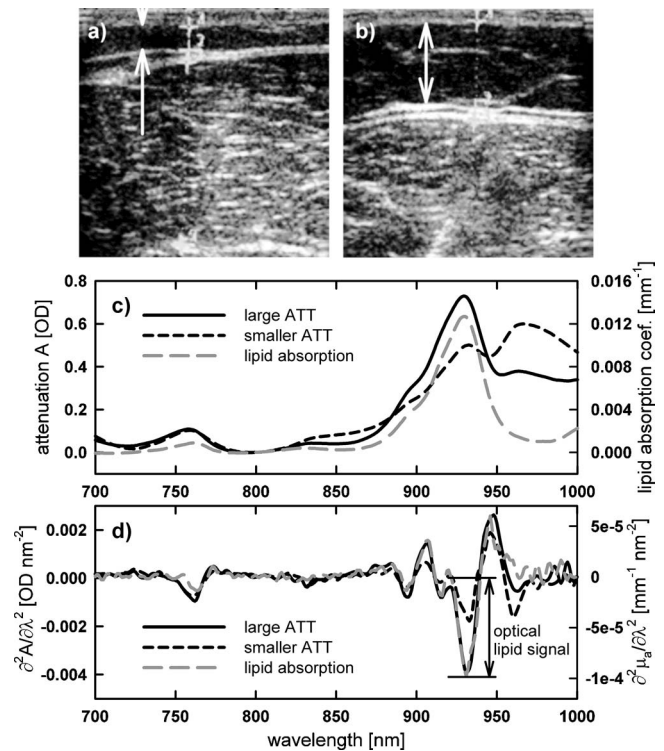 a)
b)
c)
attenuation A [OD]
0.8
0.6
0.4
0.2
0.0
large ATT
smaller ATT
lipid absorption
0.016
0.012
0.008
0.004
0.000
lipid absorption coef. [mm⁻¹]
700 750 800 850 900 950 1000
d)
∂²A/∂λ² [OD nm⁻²]
0.002
0.000
-0.002
-0.004
large ATT
smaller ATT
lipid absorption
optical
lipid signal
5e-5
0
-5e-5
-1e-4
∂²μₐ/∂λ² [mm⁻¹ nm⁻²]
700 750 800 850 900 950 1000
wavelength [nm]